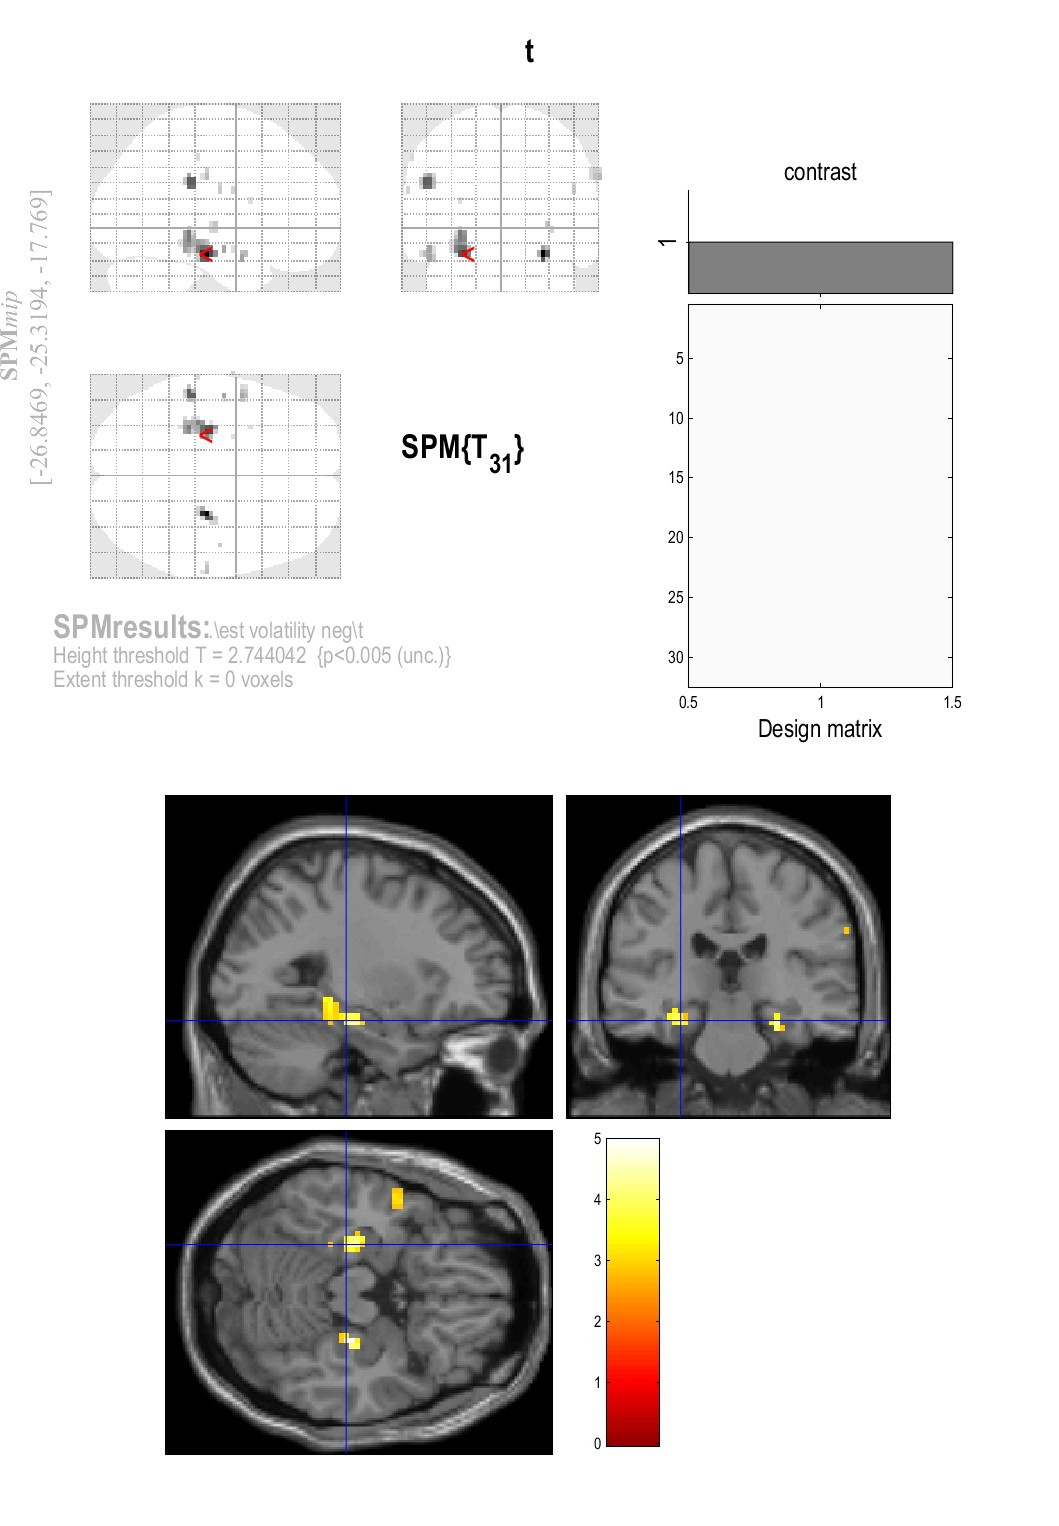 t
SPMmip
[-26.8469, -25.3194, -17.769]
<
<
<
SPM{T31}
SPMresults:.\est volatility neg\t
Height threshold T = 2.744042 {p<0.005 (unc.)}
Extent threshold k = 0 voxels
contrast
1
5
10
15
20
25
30
0.5 1 1.5
Design matrix
5
4
3
2
1
0